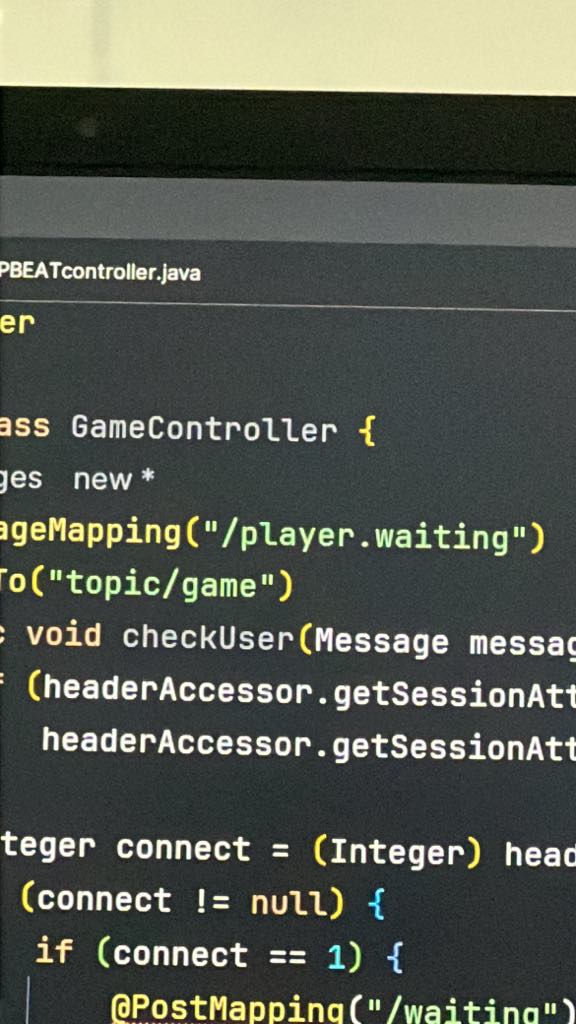 PBEATcontroller.java
er
ass GameController {
ges new *
ageMapping("/player.waiting")
To("topic/game")
c void checkUser(Message messag
f (headerAccessor.getSessionAtt
headerAccessor.getSessionAtt
teger connect = (Integer) head
(connect != null) {
if (connect == 1) {
@PostMapping("/waiting")